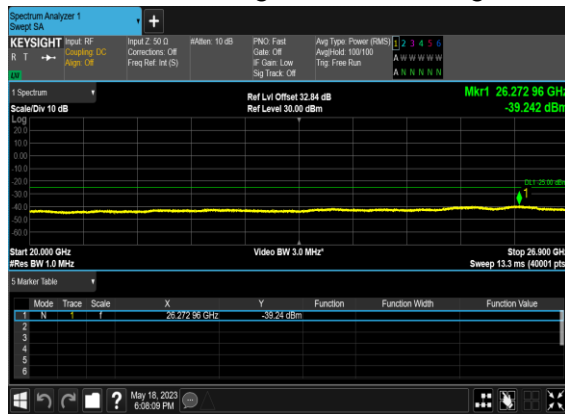 Spectrum Analyzer 1
Swept SA
+
KEYSIGHT Input: RF Input Z: 50 Ω #Atten: 10 dB PNO: Fast Avg Type: Power (RMS) 1 2 3 4 5 6
R T Coupling: DC Corrections: Off Gate: Off Avg|Hold: 100/100 A W W W W W
Align: Off Freq Ref: Int (S) IF Gain: Low Trig: Free Run
LW Sig Track: Off A N N N N N
1 Spectrum Ref Lvl Offset 32.84 dB Mkr1 26.272 96 GHz
Scale/Div 10 dB Ref Level 30.00 dBm -39.242 dBm
Log
20.0
10.0
0.00
-10.0
-20.0 DL1 -25.00 dBm
-30.0 1
-40.0
-50.0
-60.0
Start 20.000 GHz Video BW 3.0 MHz* Stop 26.900 GHz
#Res BW 1.0 MHz Sweep 13.3 ms (40001 pts)
5 Marker Table
Mode Trace Scale X Y Function Function Width Function Value
1 N 1 f 26.272 96 GHz -39.24 dBm
2
3
4
5
6
? May 18, 2023
6:08:09 PM